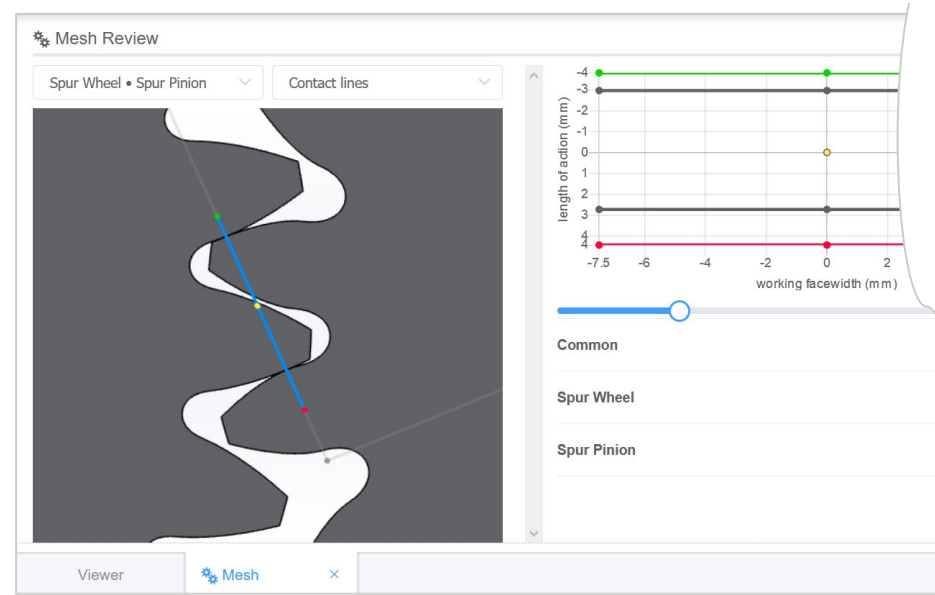 Mesh Review
Spur Wheel • Spur Pinion
Contact lines
length of action (mm)
-4
-3
-2
-1
0
1
2
3
4
4
-7.5 -6 -4 -2 0 2
working facewidth (mm)
Common
Spur Wheel
Spur Pinion
Viewer
Mesh ×